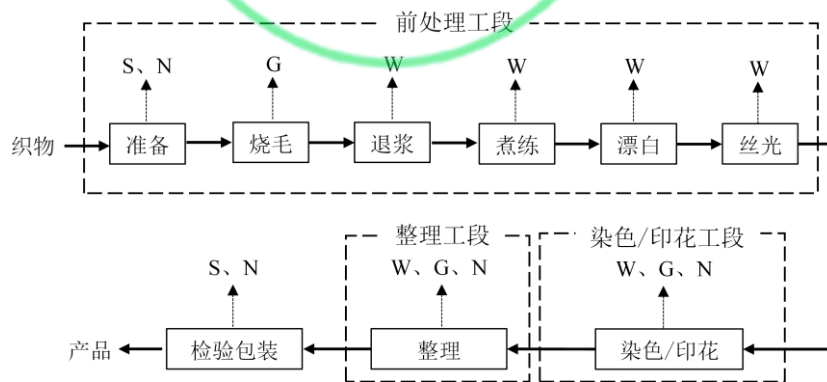 前处理工段
S、N G W W W W
织物 准备 烧毛 退浆 煮练 漂白 丝光
整理工段 染色/印花工段
S、N W、G、N W、G、N
产品 检验包装 整理 染色/印花